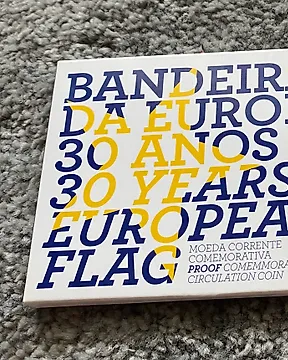 BANDEIR
DA EURO
30 ANOS
30 YEARS
EUROPEA
FLAG
MOEDA CORRENTE
COMEMORATIVA
PROOF COMEMMORA
CIRCULATION COIN